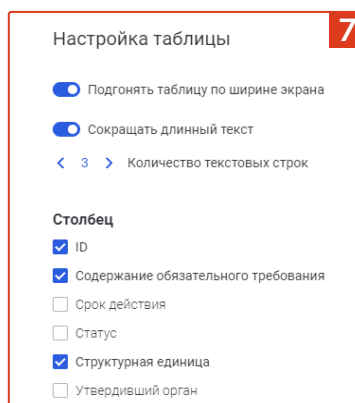 7
Настройка таблицы
Подгонять таблицу по ширине экрана
Сокращать длинный текст
3 Количество текстовых строк
Столбец
ID
Содержание обязательного требования
Срок действия
Статус
Структурная единица
Утвердивший орган